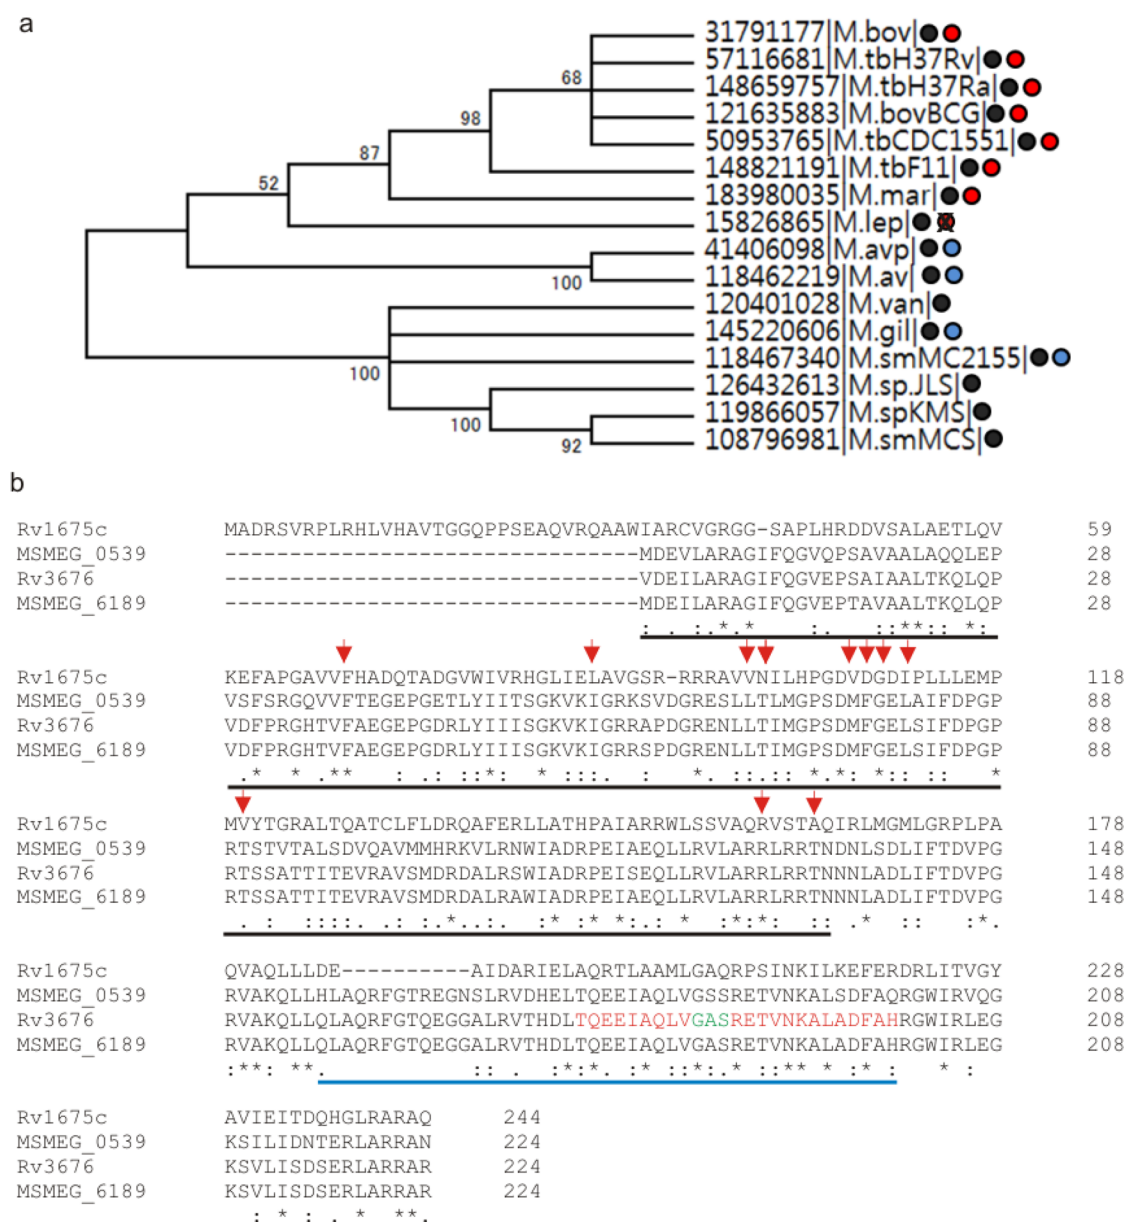 a
31791177|M.bov|
57116681|M.tbH37Rv|
68
148659757|M.tbH37Ra|
98
121635883|M.bovBCG|
50953765|M.tbCDC1551|
87
148821191|M.tbF11|
52
183980035|M.mar|
15826865|M.lep|
41406098|M.avp|
100
118462219|M.av|
120401028|M.van|
145220606|M.gil|
118467340|M.smMC2155|
100
126432613|M.sp.JLS|
100
119866057|M.spKMS|
92
108796981|M.smMCS|
b
Rv1675c MADRSVRPLRHLVHAVTGGQPPSEAQVRQAAWIARCVGRGG-SAPLHRDDVSALAETLQV 59
MSMEG_0539 --------------------------------MDEVLARAGIFQGVQPSAVAALAQQLEP 28
Rv3676 --------------------------------VDEILARAGIFQGVEPSAIAALTKQLQP 28
MSMEG_6189 --------------------------------MDEILARAGIFQGVEPTAVAALTKQLQP 28
: . :.*.* :. ::**:: *:
Rv1675c KEFAPGAVVFHADQTADGVWIVRHGLIELAVGSR-RRRAVVNILHPGDVDGDIPLLLEMP 118
MSMEG_0539 VSFSRGQVVFTEGEPGETLYIITSGKVKIGRKSVDGRESLLTLMGPSDMFGELAIFDPGP 88
Rv3676 VDFPRGHTVFAEGEPGDRLYIIISGKVKIGRRAPDGRENLLTIMGPSDMFGELSIFDPGP 88
MSMEG_6189 VDFPRGHTVFAEGEPGDRLYIIISGKVKIGRRSPDGRENLLTIMGPSDMFGELSIFDPGP 88
.* * .** : .: ::*: * :::. : *. ::.:: *.*: *:: :: *
Rv1675c MVYTGRALTQATCLFLDRQAFERLLATHPAIARRWLSSVAQRVSTAQIRLMGMLGRPLPA 178
MSMEG_0539 RTSTVTALSDVQAVMMHRKVLRNWIADRPEIAEQLLRVLARRLRRTNDNLSDLIFTDVPG 148
Rv3676 RTSSATTITEVRAVSMDRDALRSWIADRPEISEQLLRVLARRLRRTNNNLADLIFTDVPG 148
MSMEG_6189 RTSSATTITEVRAVSMDRDALRAWIADRPEIAEQLLRVLARRLRRTNNNLADLIFTDVPG 148
. : ::::. .: :.*..:. :* :* *:.: * .:*:*: :: .* :: :*.
Rv1675c QVAQLLLDE----------AIDARIELAQRTLAAMLGAQRPSINKILKEFERDRLITVGY 228
MSMEG_0539 RVAKQLLHLAQRFGTREGNSLRVDHELTQEEIAQLVGSSRETVNKALSDFAQRGWIRVQG 208
Rv3676 RVAKQLLQLAQRFGTQEGGALRVTHDLTQEEIAQLVGASRETVNKALADFAHRGWIRLEG 208
MSMEG_6189 RVAKQLLQLAQRFGTQEGGALRVTHDLTQEEIAQLVGASRETVNKALADFAHRGWIRLEG 208
:**: **. :: . :*:*. :* ::*:.* ::** * :* : * :
Rv1675c AVIEITDQHGLRARAQ 244
MSMEG_0539 KSILIDNTERLARRAN 224
Rv3676 KSVLISDSERLARRAR 224
MSMEG_6189 KSVLISDSERLARRAR 224
: * : . * **.